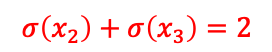 σ(x₂) + σ(x₃) = 2